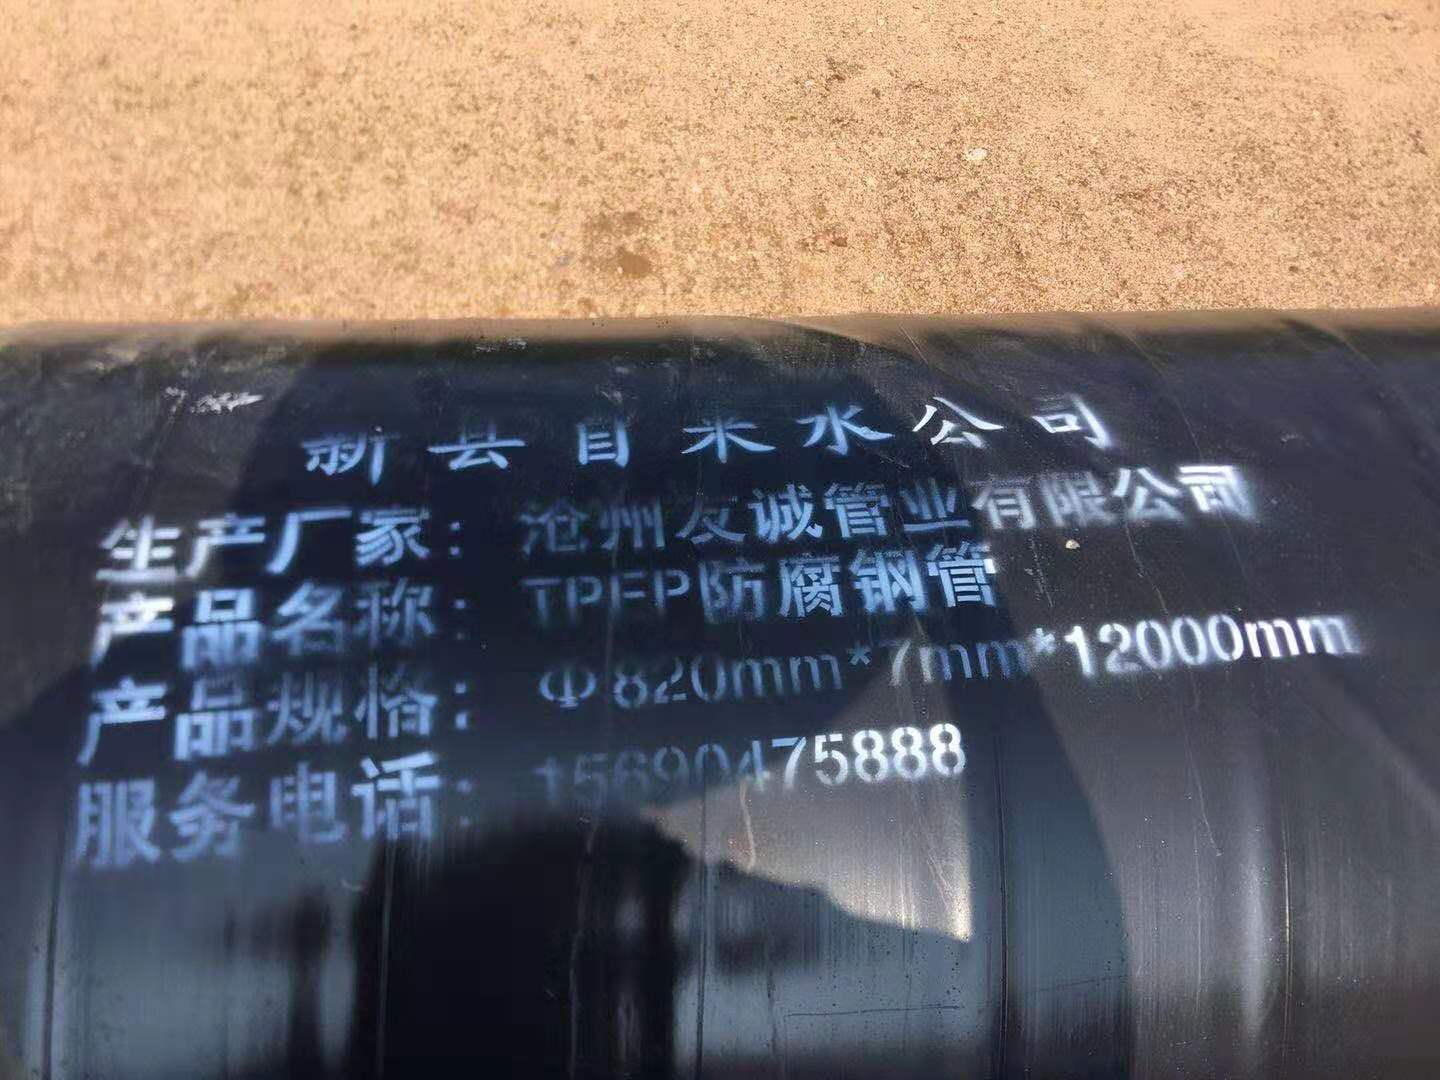 新县自来水公司
生产厂家：沧州友诚管业有限公司
产品名称：TPEP防腐钢管
产品规格：Φ820mm*7mm*12000mm
服务电话：15690475888